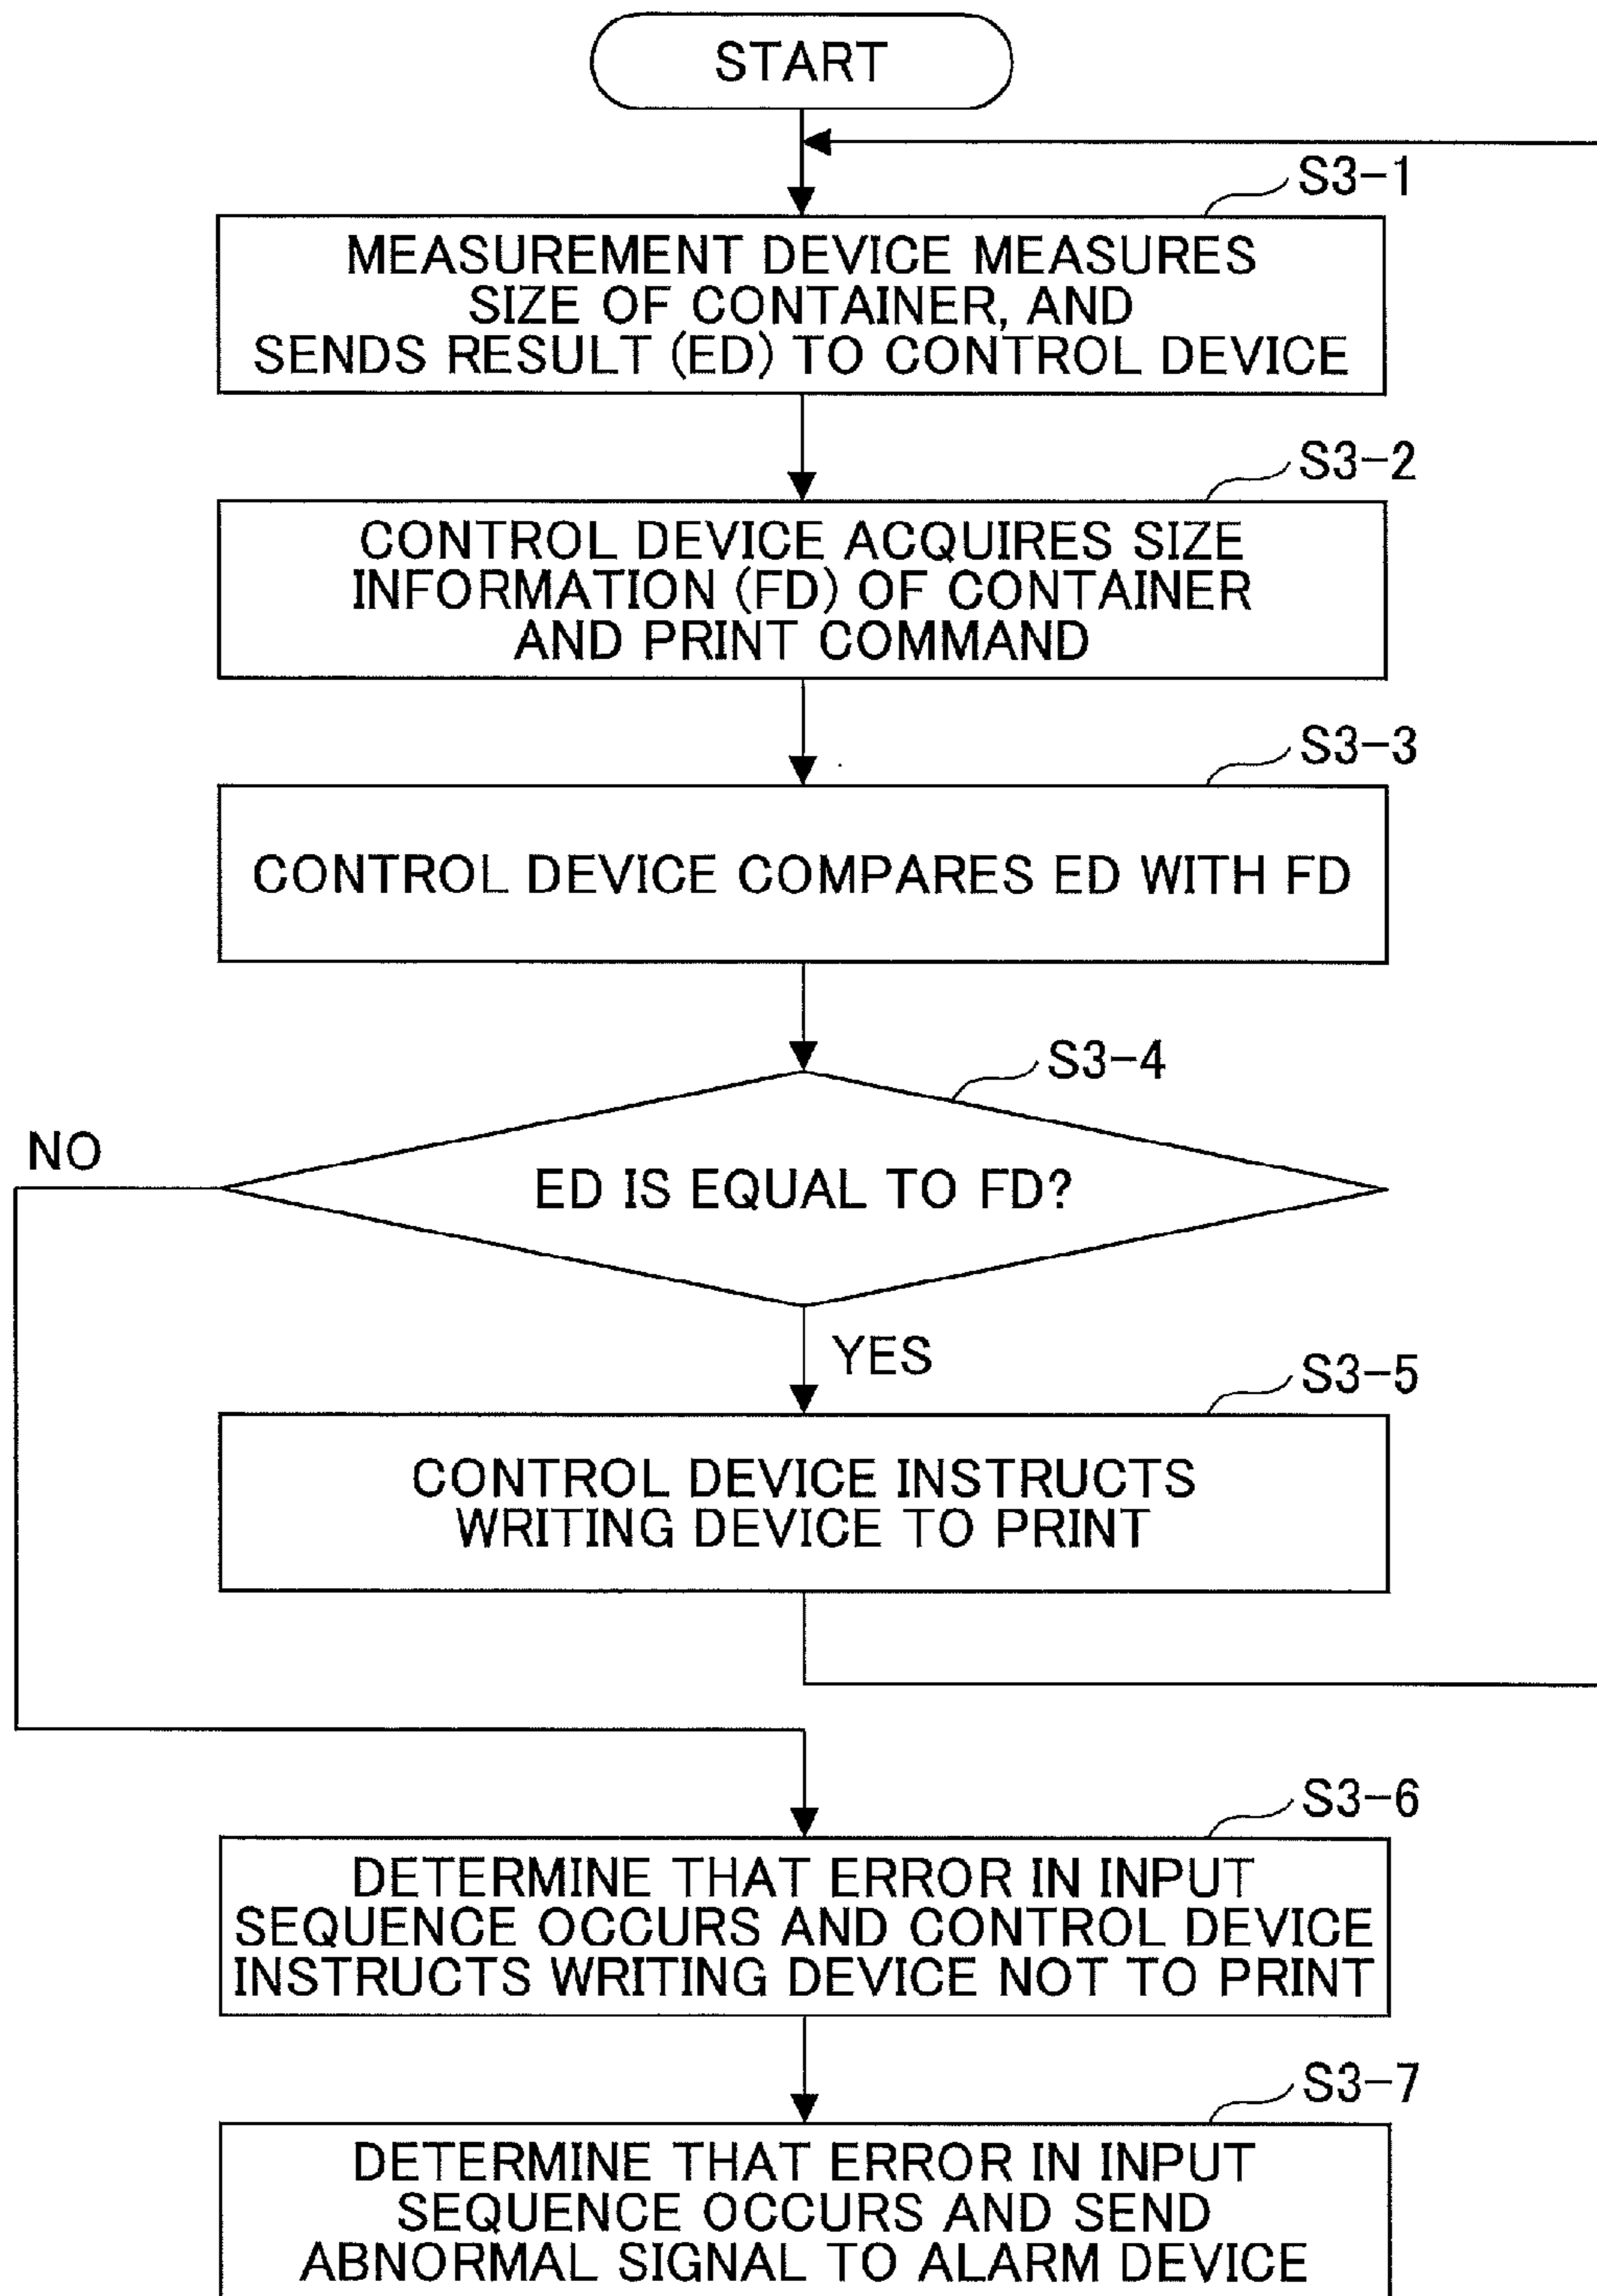 START
S3-1
MEASUREMENT DEVICE MEASURES
SIZE OF CONTAINER, AND
SENDS RESULT (ED) TO CONTROL DEVICE
S3-2
CONTROL DEVICE ACQUIRES SIZE
INFORMATION (FD) OF CONTAINER
AND PRINT COMMAND
S3-3
CONTROL DEVICE COMPARES ED WITH FD
S3-4
NO
ED IS EQUAL TO FD?
YES
S3-5
CONTROL DEVICE INSTRUCTS
WRITING DEVICE TO PRINT
S3-6
DETERMINE THAT ERROR IN INPUT
SEQUENCE OCCURS AND CONTROL DEVICE
INSTRUCTS WRITING DEVICE NOT TO PRINT
S3-7
DETERMINE THAT ERROR IN INPUT
SEQUENCE OCCURS AND SEND
ABNORMAL SIGNAL TO ALARM DEVICE